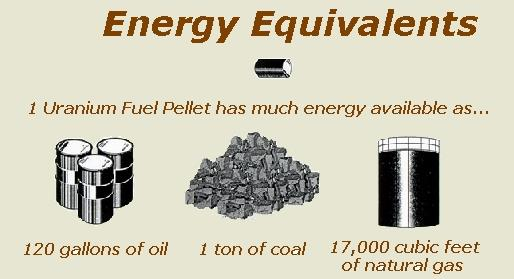 Energy Equivalents
1 Uranium Fuel Pellet has much energy available as...
120 gallons of oil
1 ton of coal
17,000 cubic feet
of natural gas